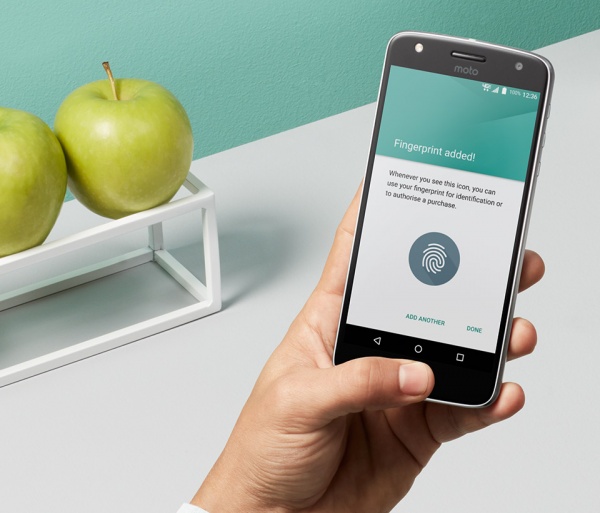 moto
100% 12:26
Fingerprint added!
Whenever you see this icon, you can
use your fingerprint for identification or
to authorise a purchase.
ADD ANOTHER DONE